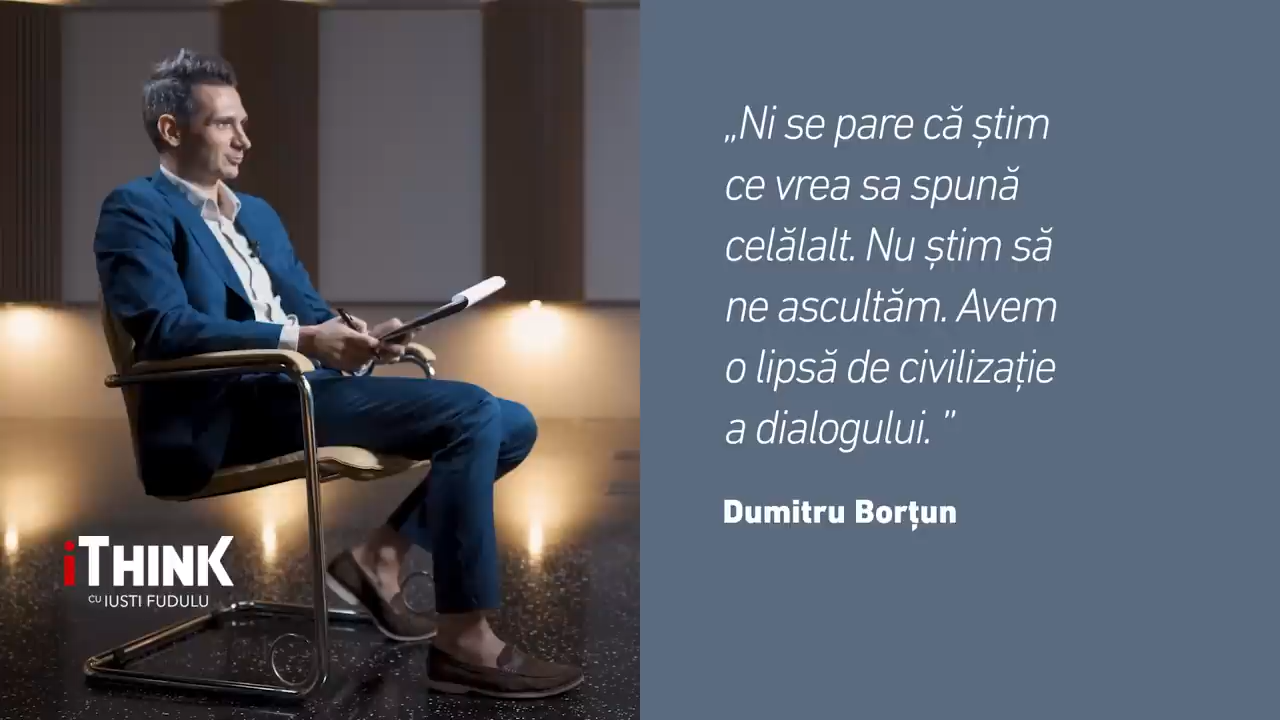 „Ni se pare că știm
ce vrea sa spună
celălalt. Nu știm să
ne ascultăm. Avem
o lipsă de civilizație
a dialogului. ”
Dumitru Borțun
iTHINK
CU IUSTI FUDULU